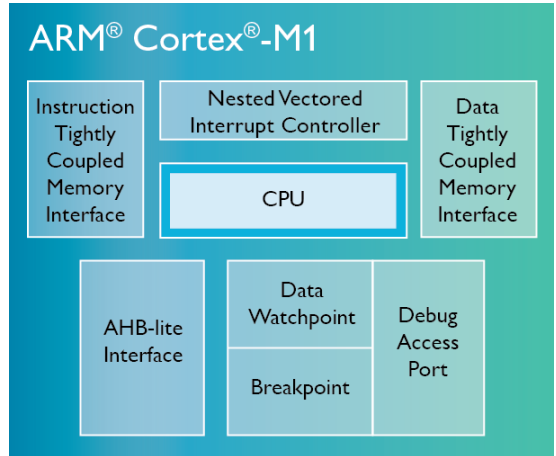 ARM® Cortex®-M1
Instruction
Tightly
Coupled
Memory
Interface
Nested Vectored
Interrupt Controller
CPU
Data
Tightly
Coupled
Memory
Interface
AHB-lite
Interface
Data
Watchpoint
Breakpoint
Debug
Access
Port